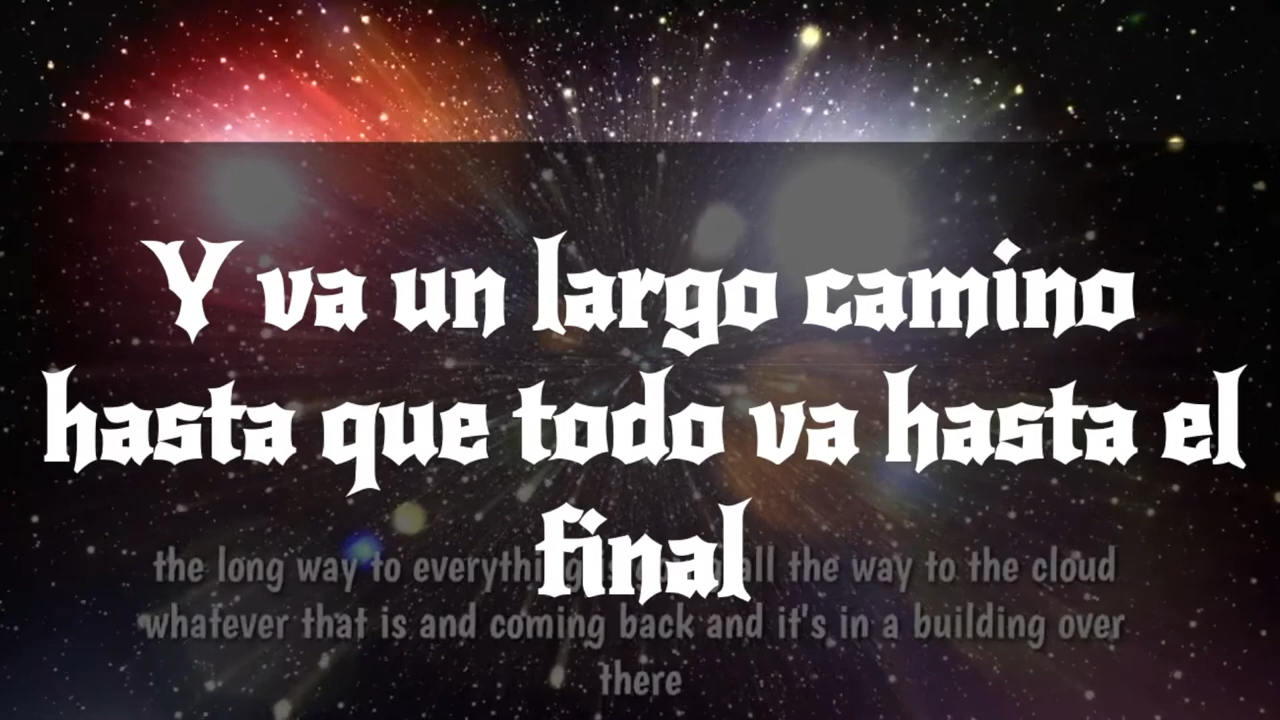 Y va un largo camino
hasta que todo va hasta el
final
the long way to everything all the way to the cloud
whatever that is and coming back and it's in a building over
there